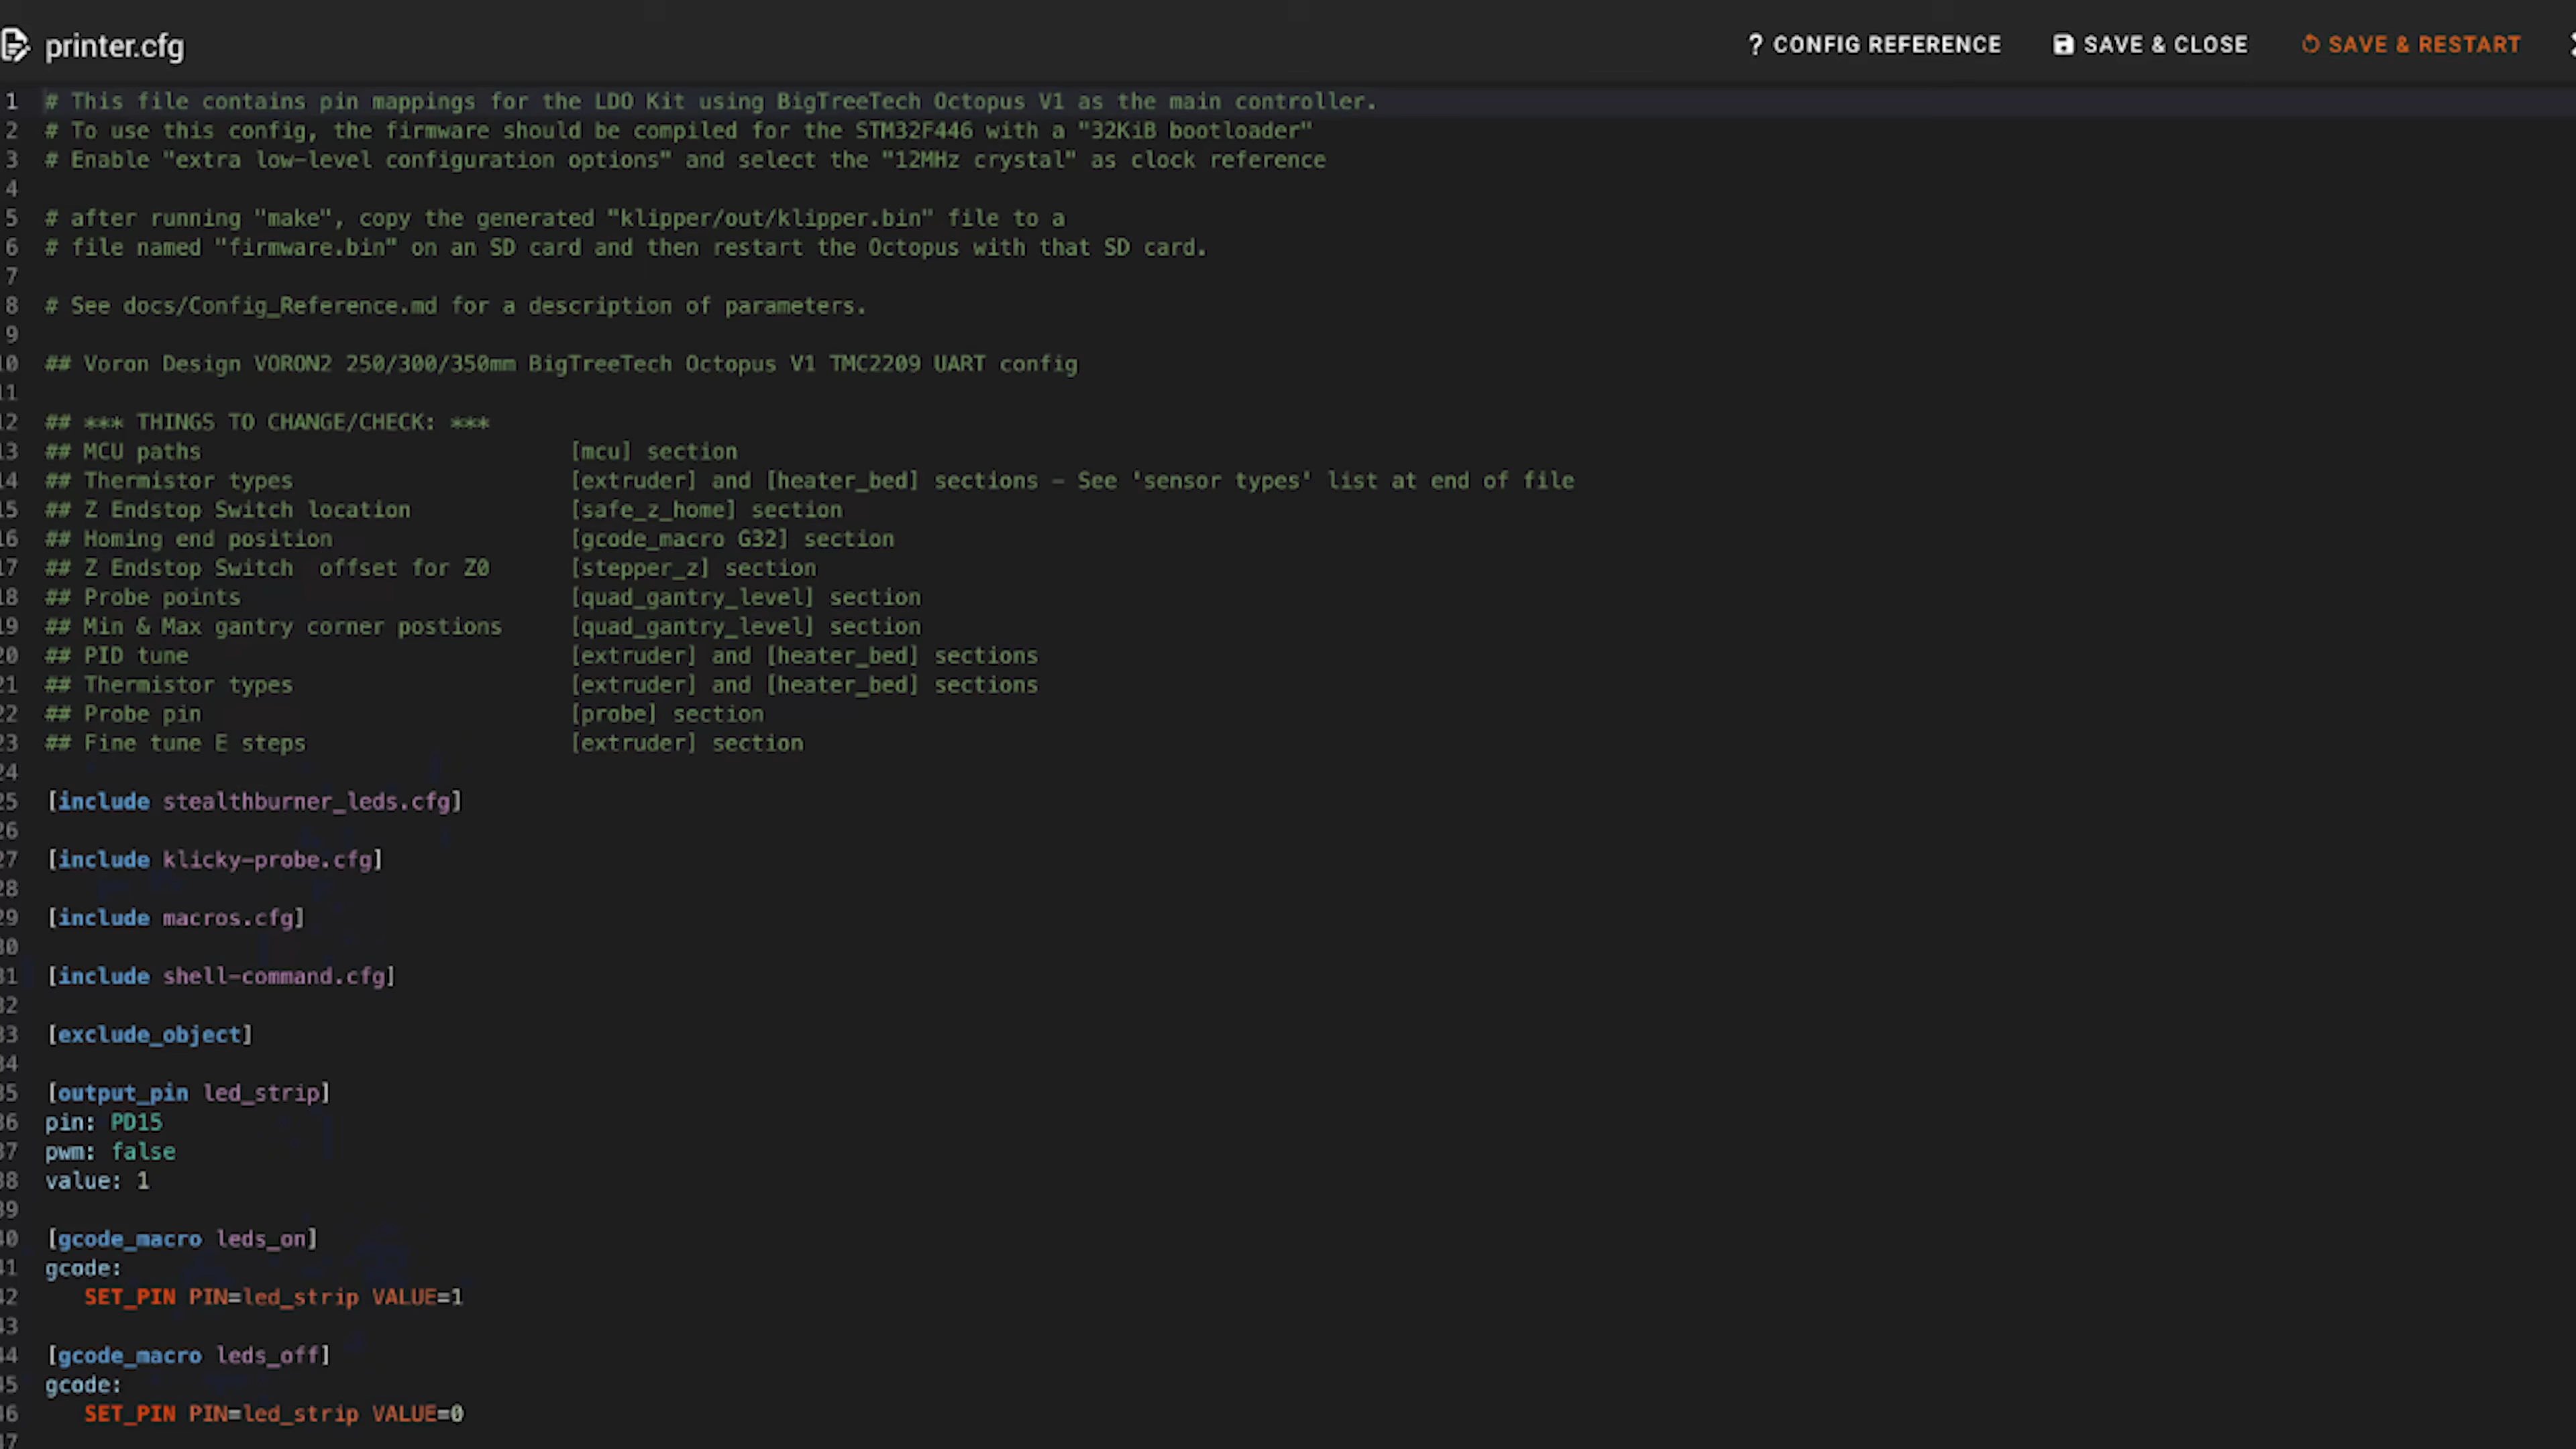 printer.cfg
? CONFIG REFERENCE
SAVE & CLOSE
SAVE & RESTART
1 # This file contains pin mappings for the LDO Kit using BigTreeTech Octopus V1 as the main controller.
2 # To use this config, the firmware should be compiled for the STM32F446 with a "32KiB bootloader"
3 # Enable "extra low-level configuration options" and select the "12MHz crystal" as clock reference
4
5 # after running "make", copy the generated "klipper/out/klipper.bin" file to a
6 # file named "firmware.bin" on an SD card and then restart the Octopus with that SD card.
7
8 # See docs/Config_Reference.md for a description of parameters.
9
10 ## Voron Design VORON2 250/300/350mm BigTreeTech Octopus V1 TMC2209 UART config
11
12 ## *** THINGS TO CHANGE/CHECK: ***
13 ## MCU paths [mcu] section
14 ## Thermistor types [extruder] and [heater_bed] sections - See 'sensor types' list at end of file
15 ## Z Endstop Switch location [safe_z_home] section
16 ## Homing end position [gcode_macro G32] section
17 ## Z Endstop Switch  offset for Z0 [stepper_z] section
18 ## Probe points [quad_gantry_level] section
19 ## Min & Max gantry corner postions [quad_gantry_level] section
20 ## PID tune [extruder] and [heater_bed] sections
21 ## Thermistor types [extruder] and [heater_bed] sections
22 ## Probe pin [probe] section
23 ## Fine tune E steps [extruder] section
24
25 [include stealthburner_leds.cfg]
26
27 [include klicky-probe.cfg]
28
29 [include macros.cfg]
30
31 [include shell-command.cfg]
32
33 [exclude_object]
34
35 [output_pin led_strip]
36 pin: PD15
37 pwm: false
38 value: 1
39
40 [gcode_macro leds_on]
41 gcode:
42 SET_PIN PIN=led_strip VALUE=1
43
44 [gcode_macro leds_off]
45 gcode:
46 SET_PIN PIN=led_strip VALUE=0
47